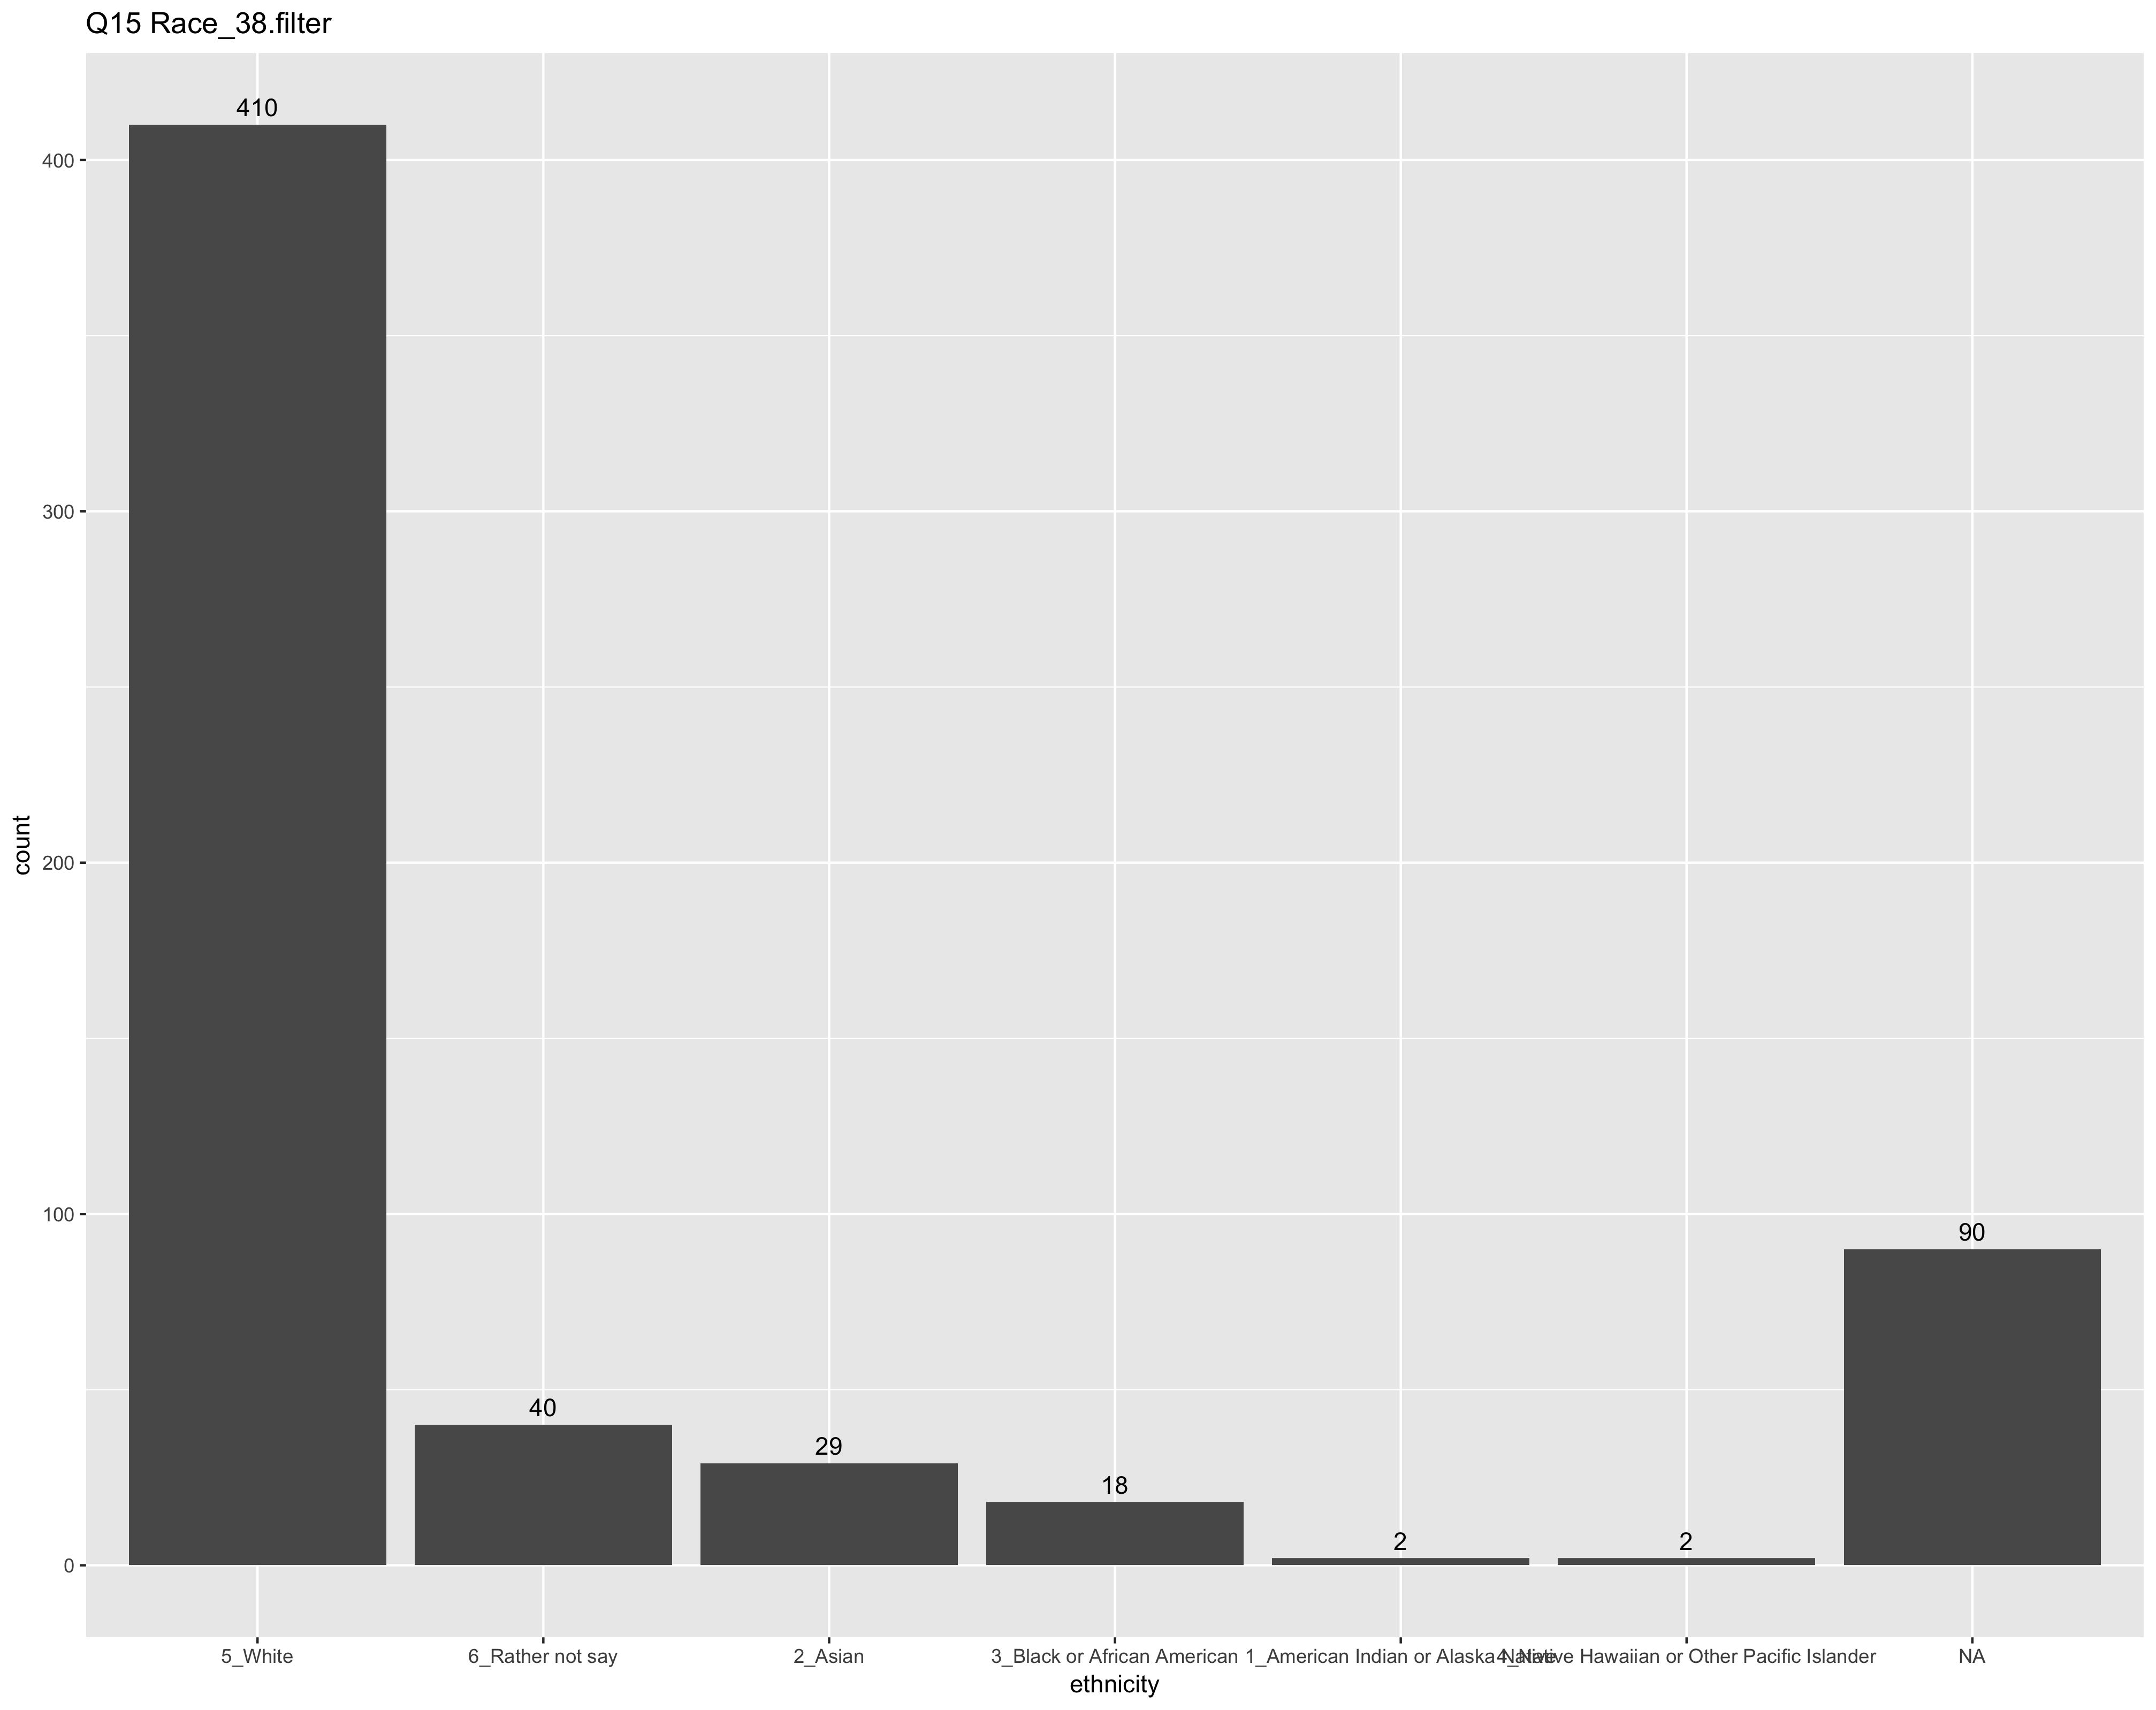 Q15 Race_38.filter
410
400
300
200
100
0
count
40
29
18
2
2
90
5_White
6_Rather not say
2_Asian
3_Black or African American
1_American Indian or Alaska Native
4_Native Hawaiian or Other Pacific Islander
NA
ethnicity